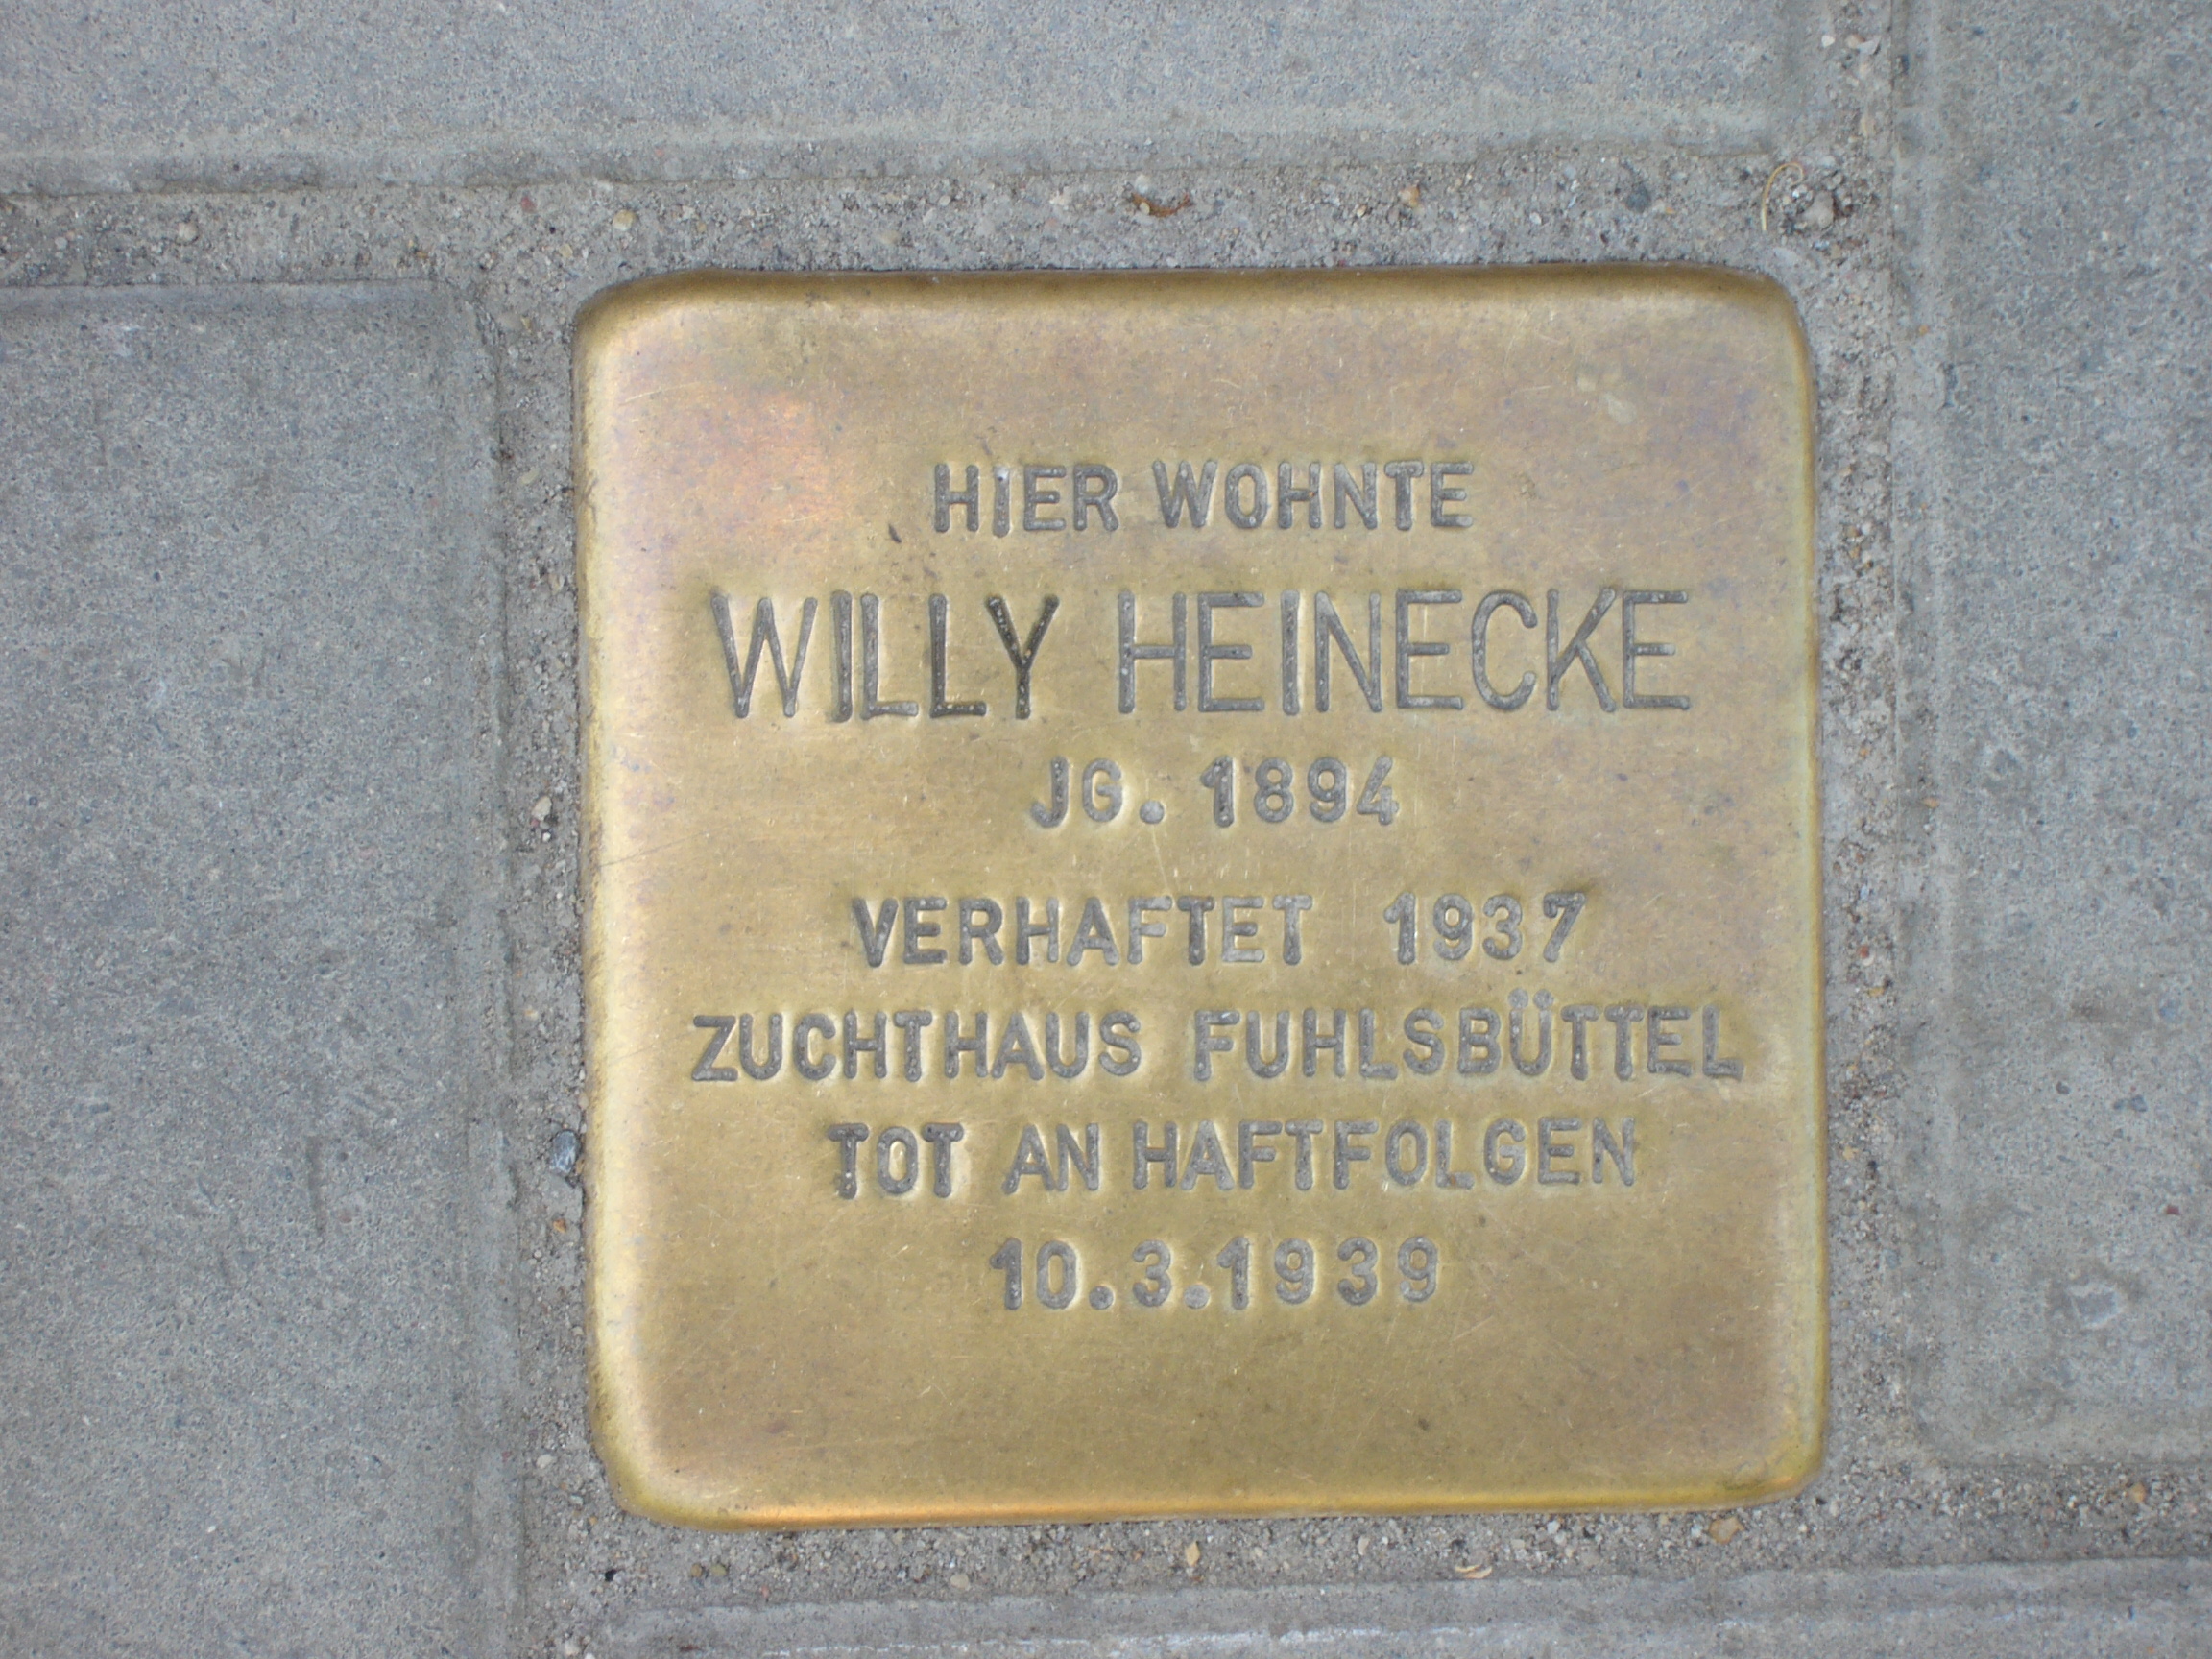 HIER WOHNTE
WILLY HEINECKE
JG. 1894
VERHAFTET 1937
ZUCHTHAUS FUHLSBÜTTEL
TOT AN HAFTFOLGEN
10.3.1939